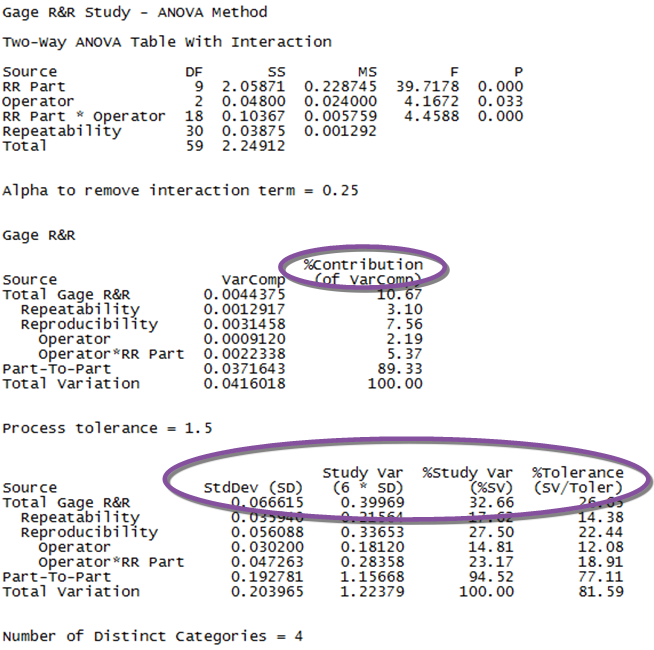 Gage R&R Study - ANOVA Method
Two-Way ANOVA Table With Interaction
Source DF SS MS F P
RR Part 9 2.05871 0.228745 39.7178 0.000
Operator 2 0.04800 0.024000 4.1672 0.033
RR Part * Operator 18 0.10367 0.005759 4.4588 0.000
Repeatability 30 0.03875 0.001292
Total 59 2.24912
Alpha to remove interaction term = 0.25
Gage R&R
%Contribution
Source VarComp (of VarComp)
Total Gage R&R 0.0044375 10.67
Repeatability 0.0012917 3.10
Reproducibility 0.0031458 7.56
Operator 0.0009120 2.19
Operator*RR Part 0.0022338 5.37
Part-To-Part 0.0371643 89.33
Total Variation 0.0416018 100.00
Process tolerance = 1.5
Study Var %Study Var %Tolerance
Source StdDev (SD) (6 * SD) (%SV) (SV/Toler)
Total Gage R&R 0.066615 0.39969 32.66 26.65
Repeatability 0.035940 0.21564 17.62 14.38
Reproducibility 0.056088 0.33653 27.50 22.44
Operator 0.030200 0.18120 14.81 12.08
Operator*RR Part 0.047263 0.28358 23.17 18.91
Part-To-Part 0.192781 1.15668 94.52 77.11
Total Variation 0.203965 1.22379 100.00 81.59
Number of Distinct Categories = 4